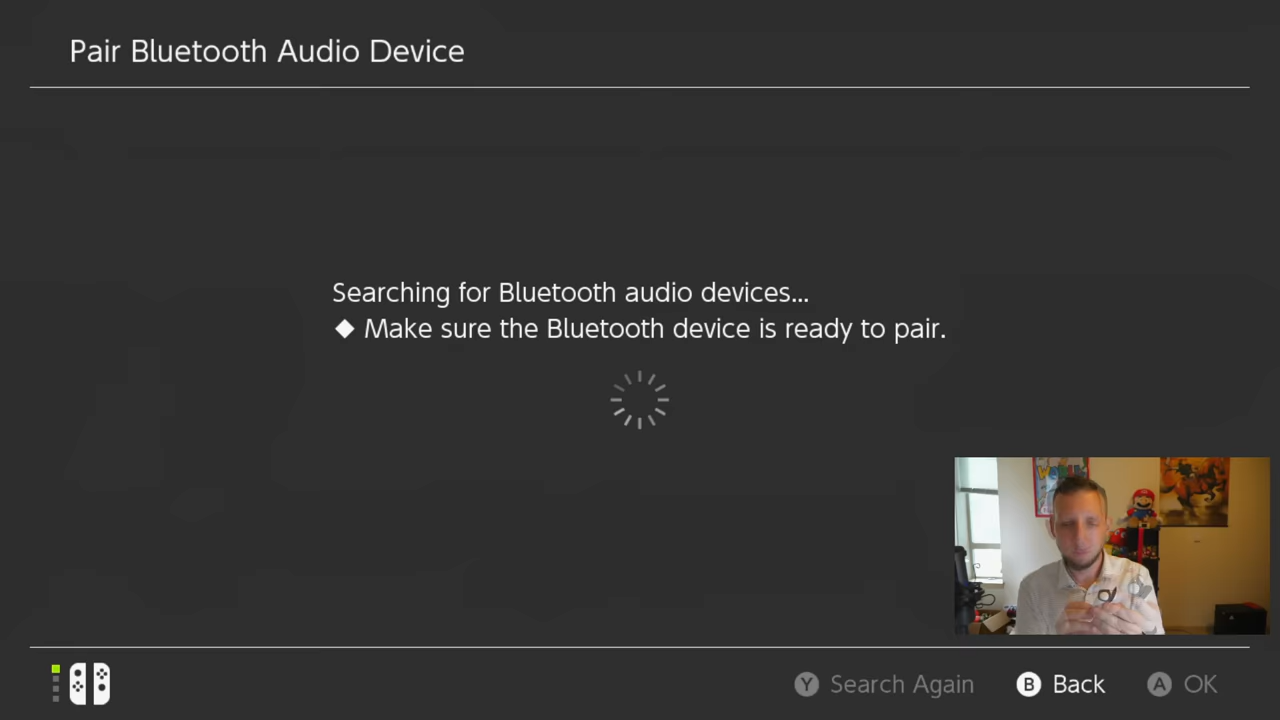 Pair Bluetooth Audio Device
Searching for Bluetooth audio devices...
◆ Make sure the Bluetooth device is ready to pair.
Y Search Again B Back A OK